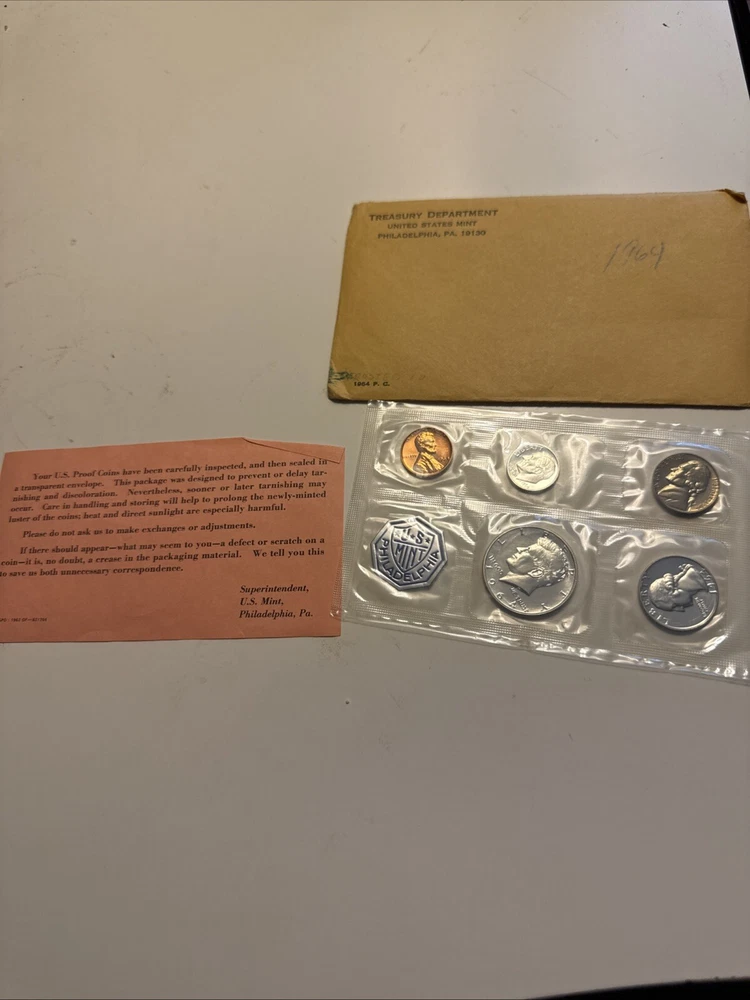 TREASURY DEPARTMENT
UNITED STATES MINT
PHILADELPHIA, PA. 19130
1964
1964 P. C.
Your U.S. Proof Coins have been carefully inspected, and then sealed in
a transparent envelope. This package was designed to prevent or delay tar-
nishing and discoloration. Nevertheless, sooner or later tarnishing may
occur. Care in handling and storing will help to prolong the newly-minted
luster of the coins; heat and direct sunlight are especially harmful.
Please do not ask us to make exchanges or adjustments.
If there should appear—what may seem to you—a defect or scratch on a
coin—it is, no doubt, a crease in the packaging material. We tell you this
to save us both unnecessary correspondence.
Superintendent,
U.S. Mint,
Philadelphia, Pa.
U.S.
MINT
PHILADELPHIA
LIBERTY